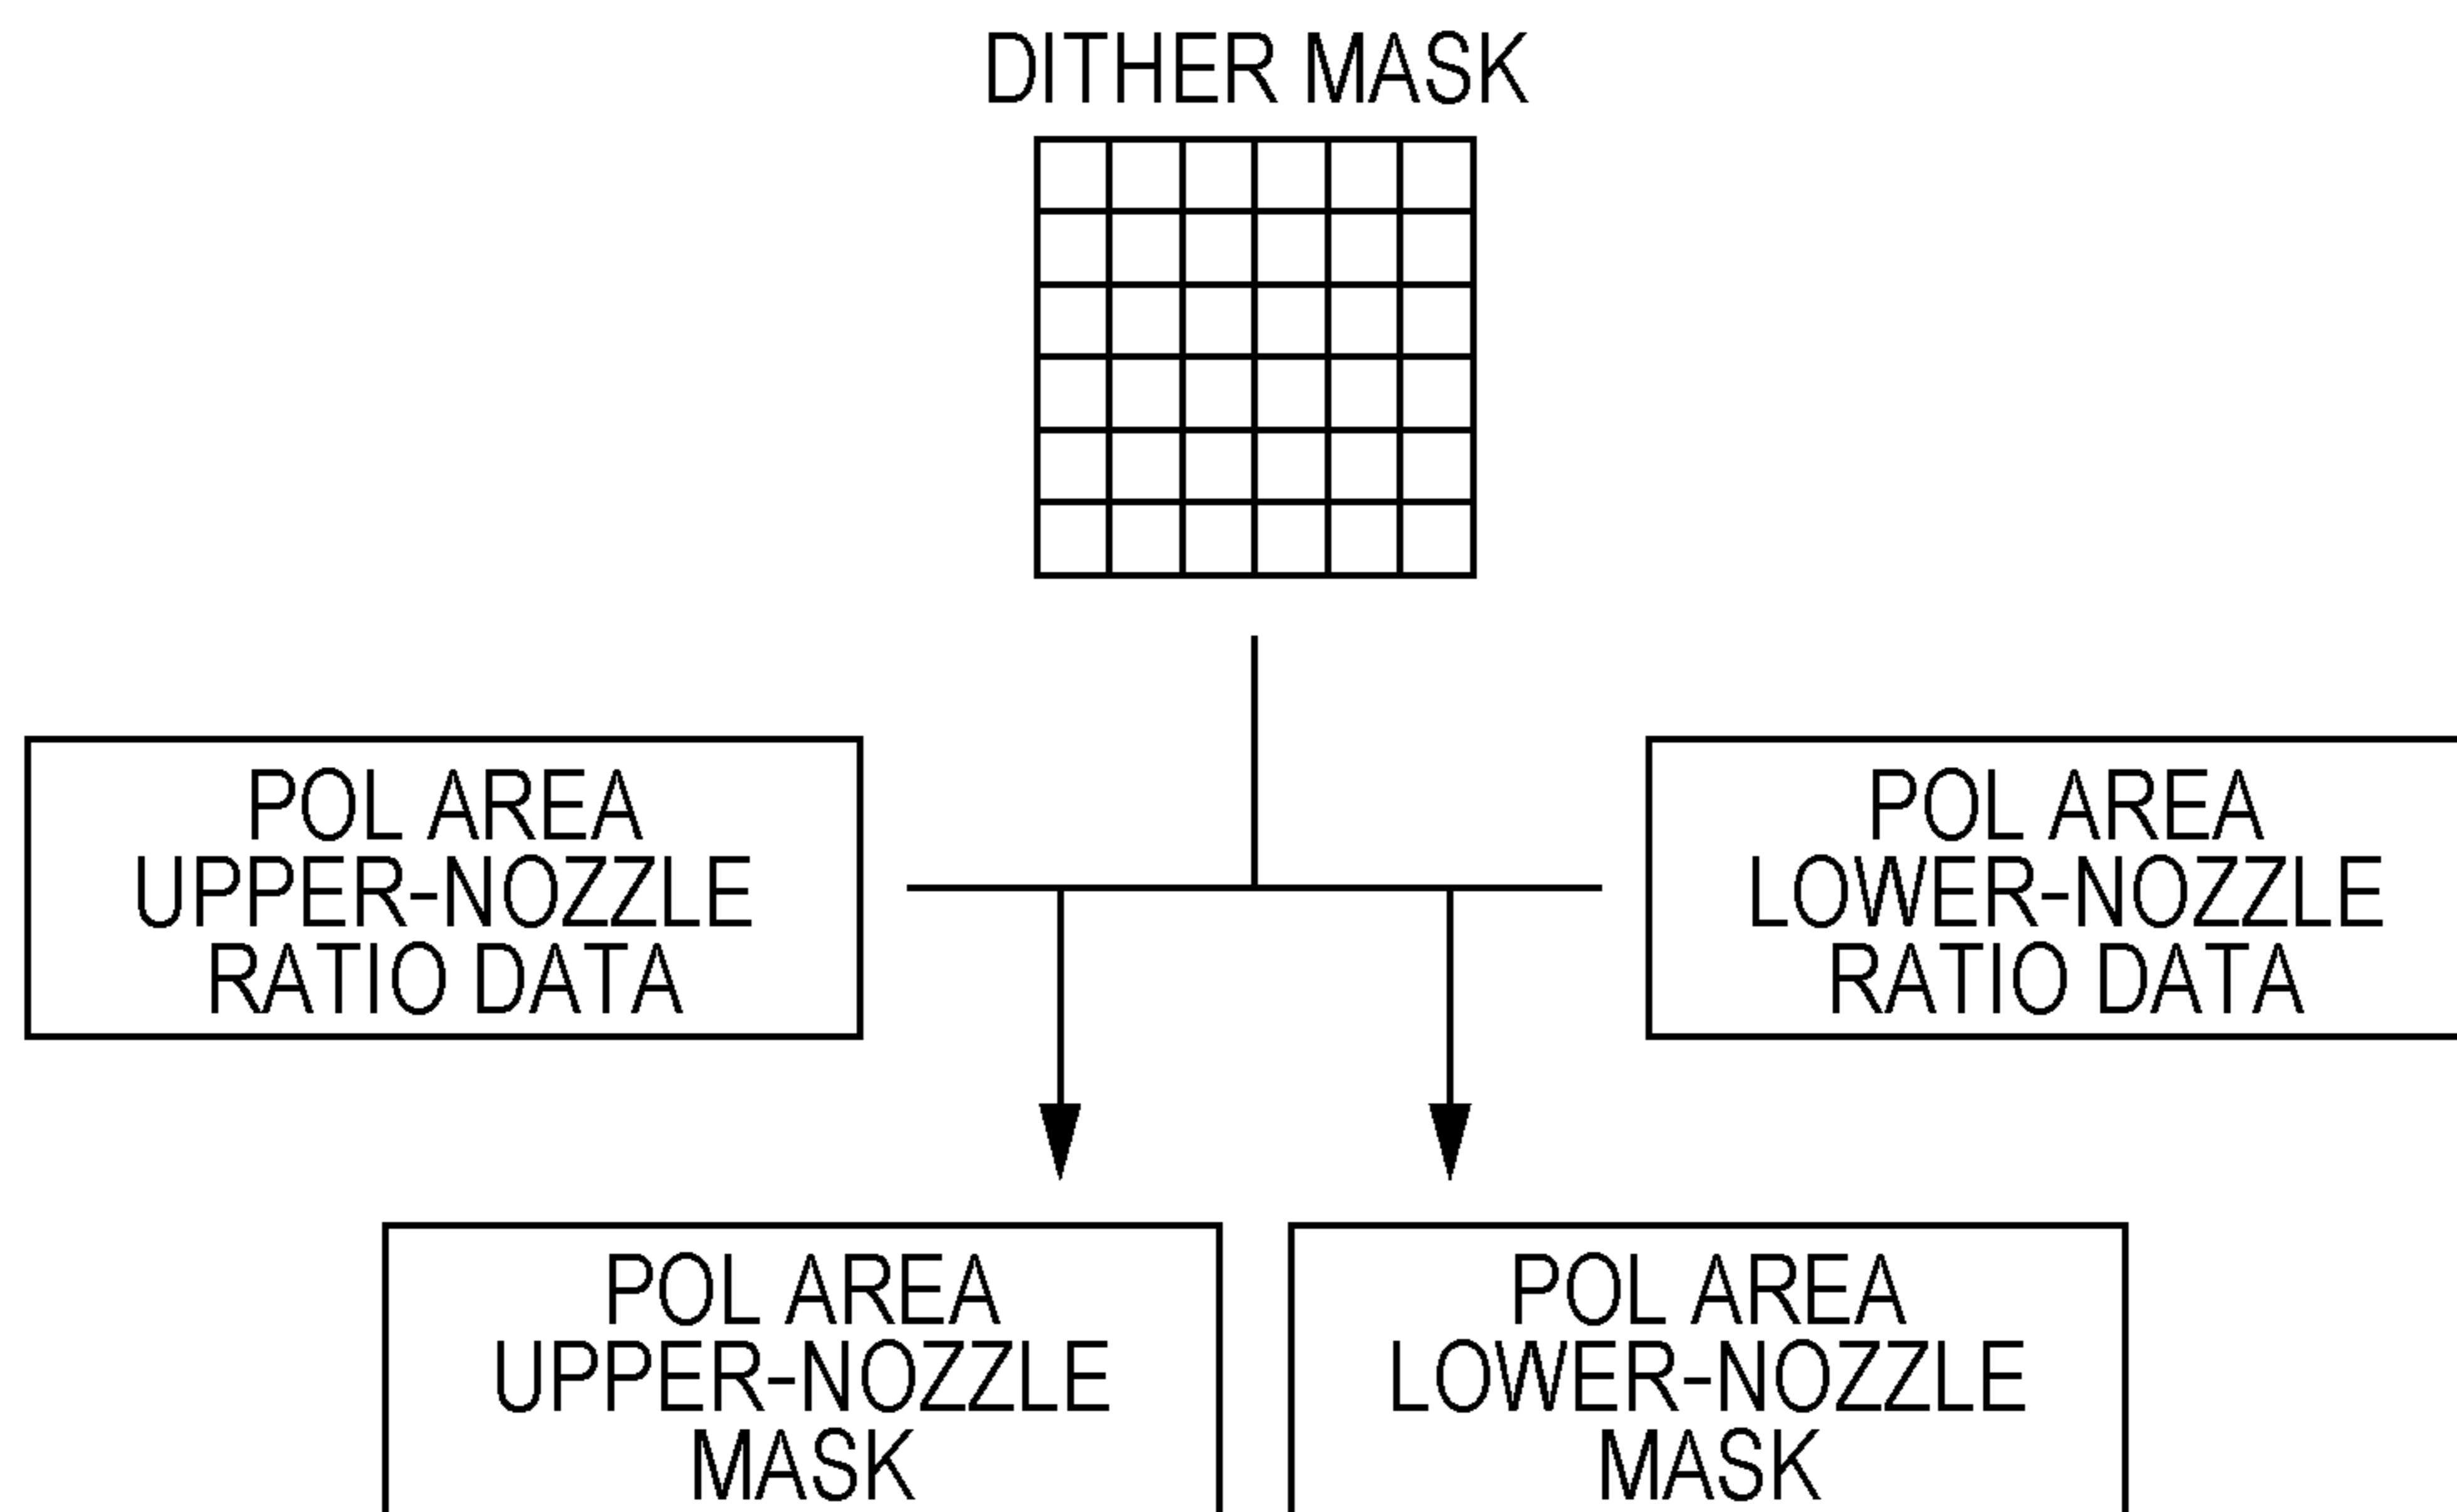 DITHER MASK
POL AREA
UPPER-NOZZLE
RATIO DATA
POL AREA
LOWER-NOZZLE
RATIO DATA
POL AREA
UPPER-NOZZLE
MASK
POL AREA
LOWER-NOZZLE
MASK